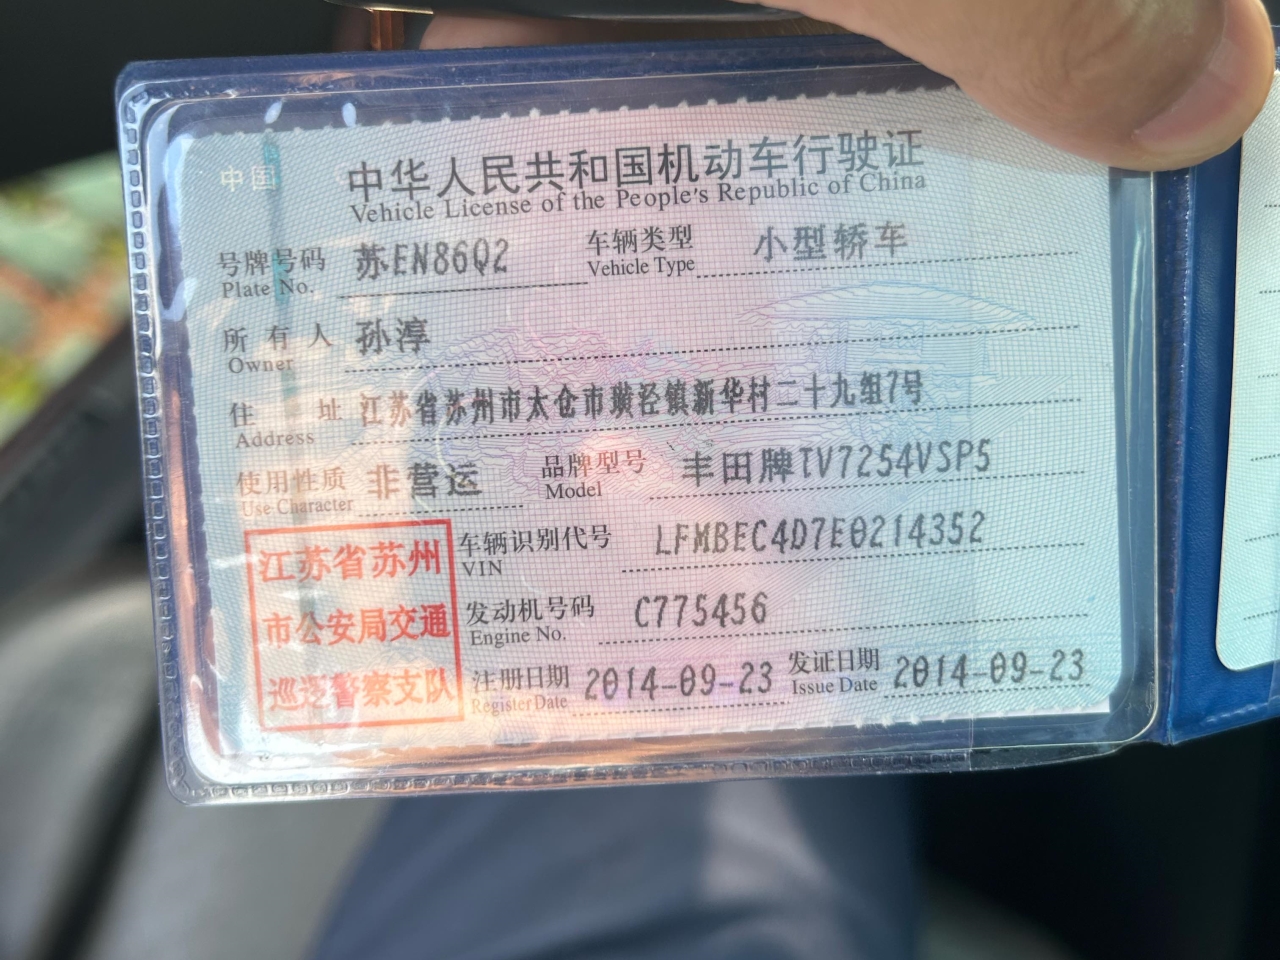 中国
中华人民共和国机动车行驶证
Vehicle License of the People's Republic of China
号牌号码 苏EN86Q2 车辆类型 小型轿车
Plate No. Vehicle Type
所有人 孙淳
Owner
住址 江苏省苏州市太仓市璜泾镇新华村二十九组7号
Address
使用性质 非营运 品牌型号 丰田牌TV7254VSP5
Use Character Model
江苏省苏州
市公安局交通
巡逻警察支队
车辆识别代号 LFMBEC4D7E0214352
VIN
发动机号码 C775456
Engine No.
注册日期 2014-09-23 发证日期 2014-09-23
Register Date Issue Date